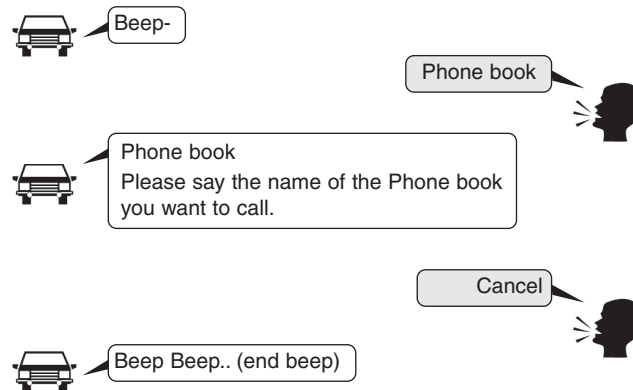 Beep-
Phone book
Phone book
Please say the name of the Phone book
you want to call.
Cancel
Beep Beep.. (end beep)